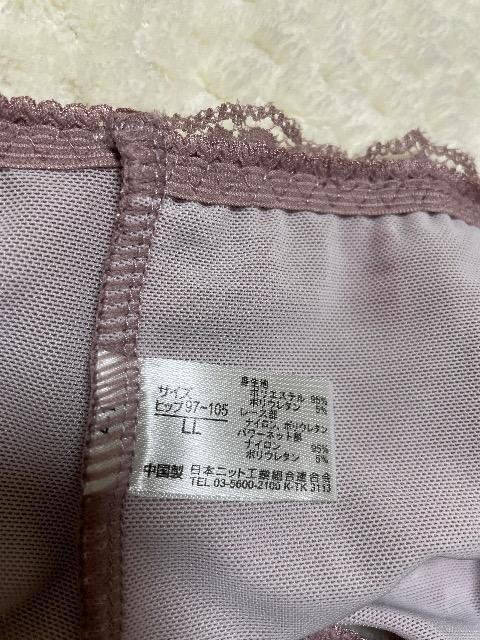 サイズ
ヒップ97~105
LL
身生地
ポリエステル 95%
ポリウレタン 5%
レース部
ナイロン、ポリウレタン
パワーネット部
ナイロン 95%
ポリウレタン 5%
中国製 日本ニット工業組合連合会
TEL 03-5600-2100 K-TK 3113